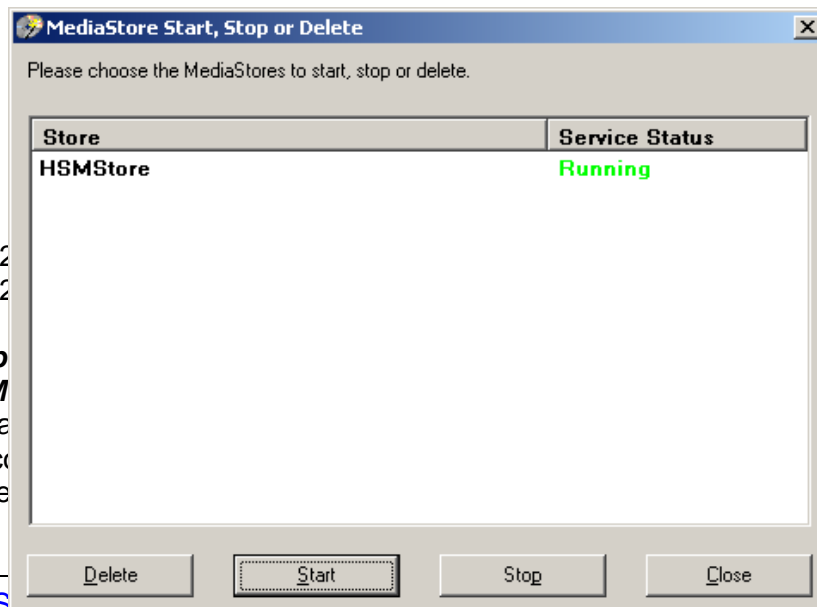 MediaStore Start, Stop or Delete
Please choose the MediaStores to start, stop or delete.
Store Service Status
HSMStore Running
Delete Start Stop Close